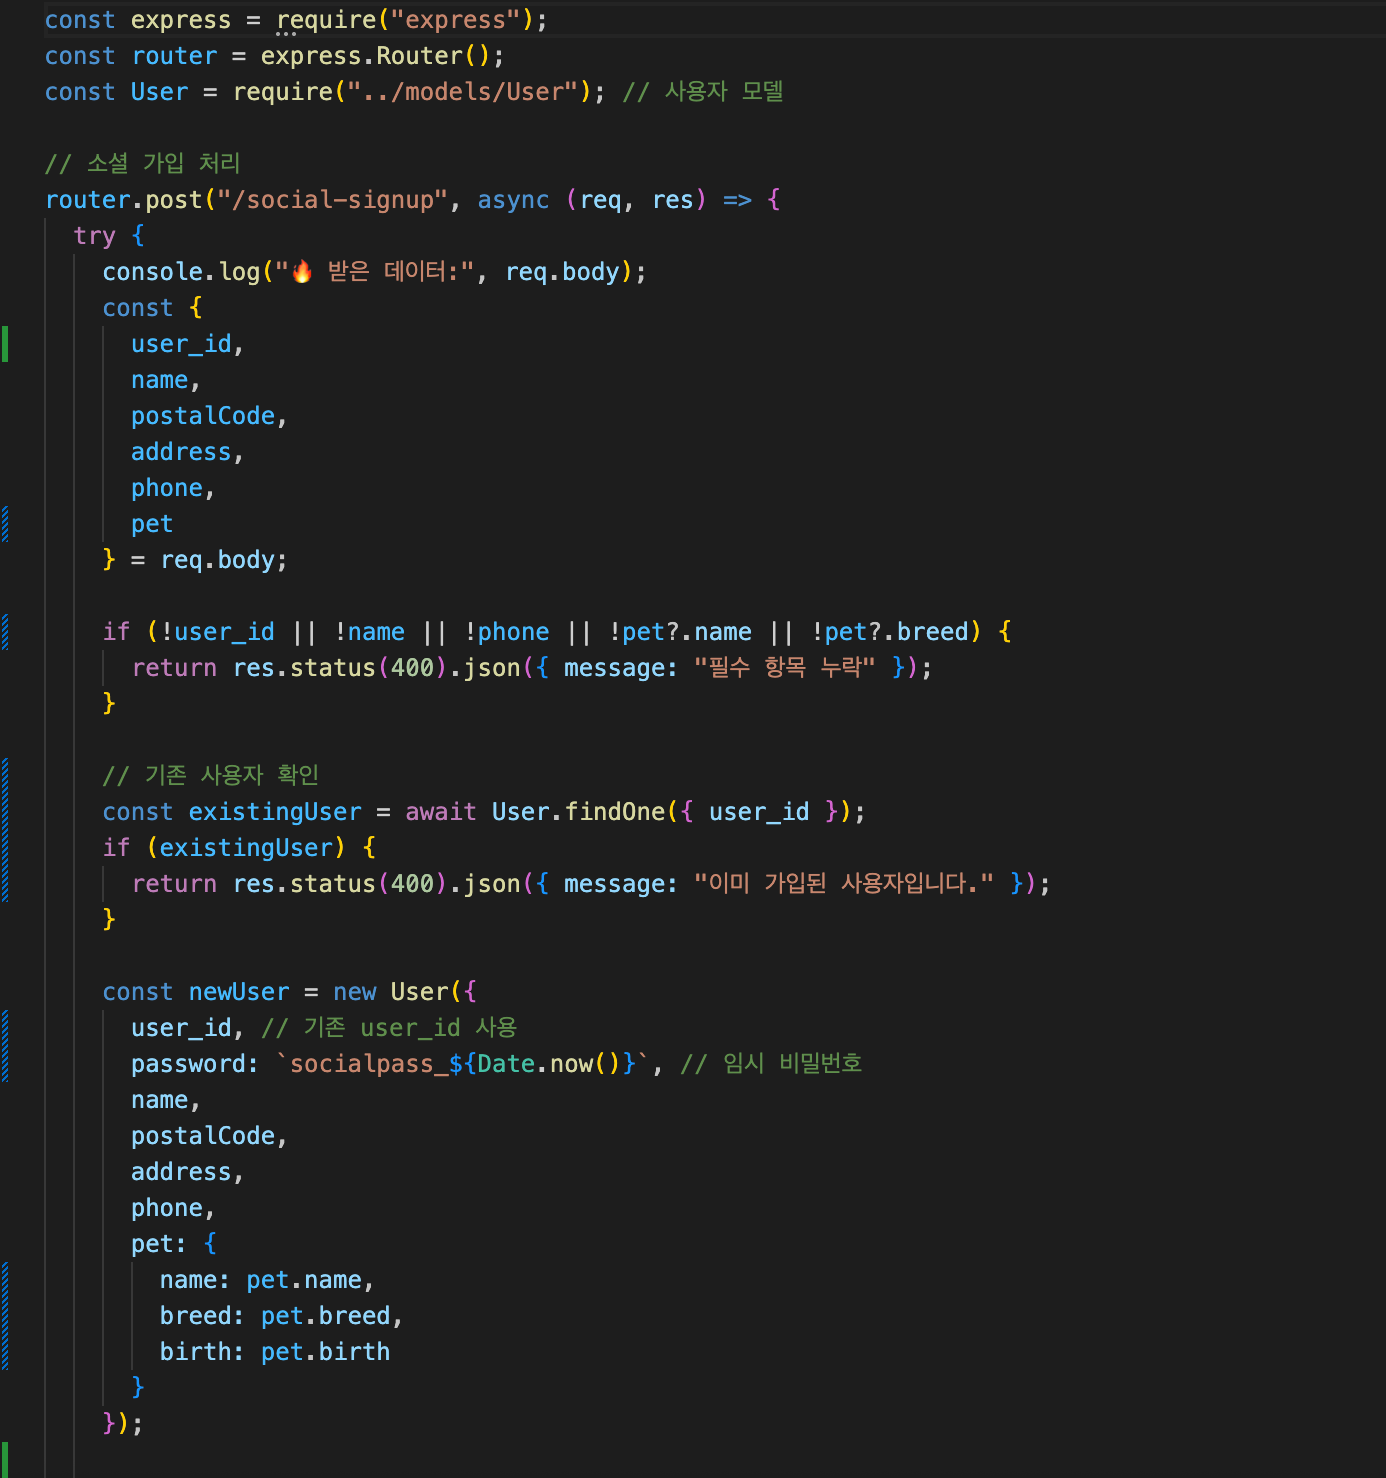 const express = require("express");
const router = express.Router();
const User = require("../models/User"); // 사용자 모델

// 소셜 가입 처리
router.post("/social-signup", async (req, res) => {
  try {
    console.log("🔥 받은 데이터:", req.body);
    const {
      user_id,
      name,
      postalCode,
      address,
      phone,
      pet
    } = req.body;

    if (!user_id || !name || !phone || !pet?.name || !pet?.breed) {
      return res.status(400).json({ message: "필수 항목 누락" });
    }

    // 기존 사용자 확인
    const existingUser = await User.findOne({ user_id });
    if (existingUser) {
      return res.status(400).json({ message: "이미 가입된 사용자입니다." });
    }

    const newUser = new User({
      user_id, // 기존 user_id 사용
      password: `socialpass_${Date.now()}`, // 임시 비밀번호
      name,
      postalCode,
      address,
      phone,
      pet: {
        name: pet.name,
        breed: pet.breed,
        birth: pet.birth
      }
    });